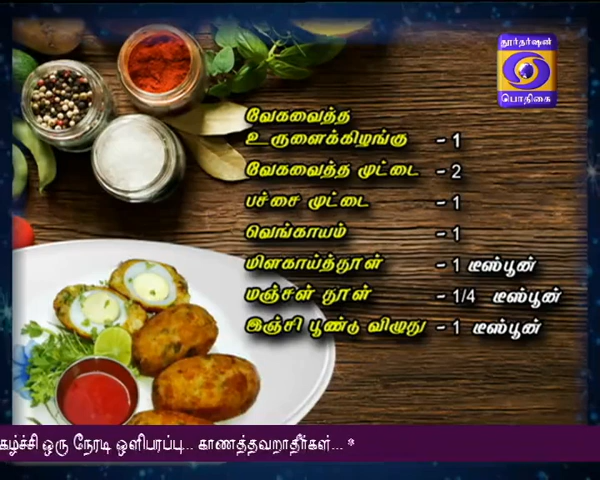 தூர்தர்ஷன்
பொதிகை
வேகவைத்த
உருளைக்கிழங்கு - 1
வேகவைத்த முட்டை - 2
பச்சை முட்டை - 1
வெங்காயம் - 1
மிளகாய்த்தூள் - 1 டீஸ்பூன்
மஞ்சள் தூள் - 1/4 டீஸ்பூன்
இஞ்சி பூண்டு விழுது - 1 டீஸ்பூன்
கழ்ச்சி ஒரு நேரடி ஒளிபரப்பு... காணத்தவறாதீர்கள்... *